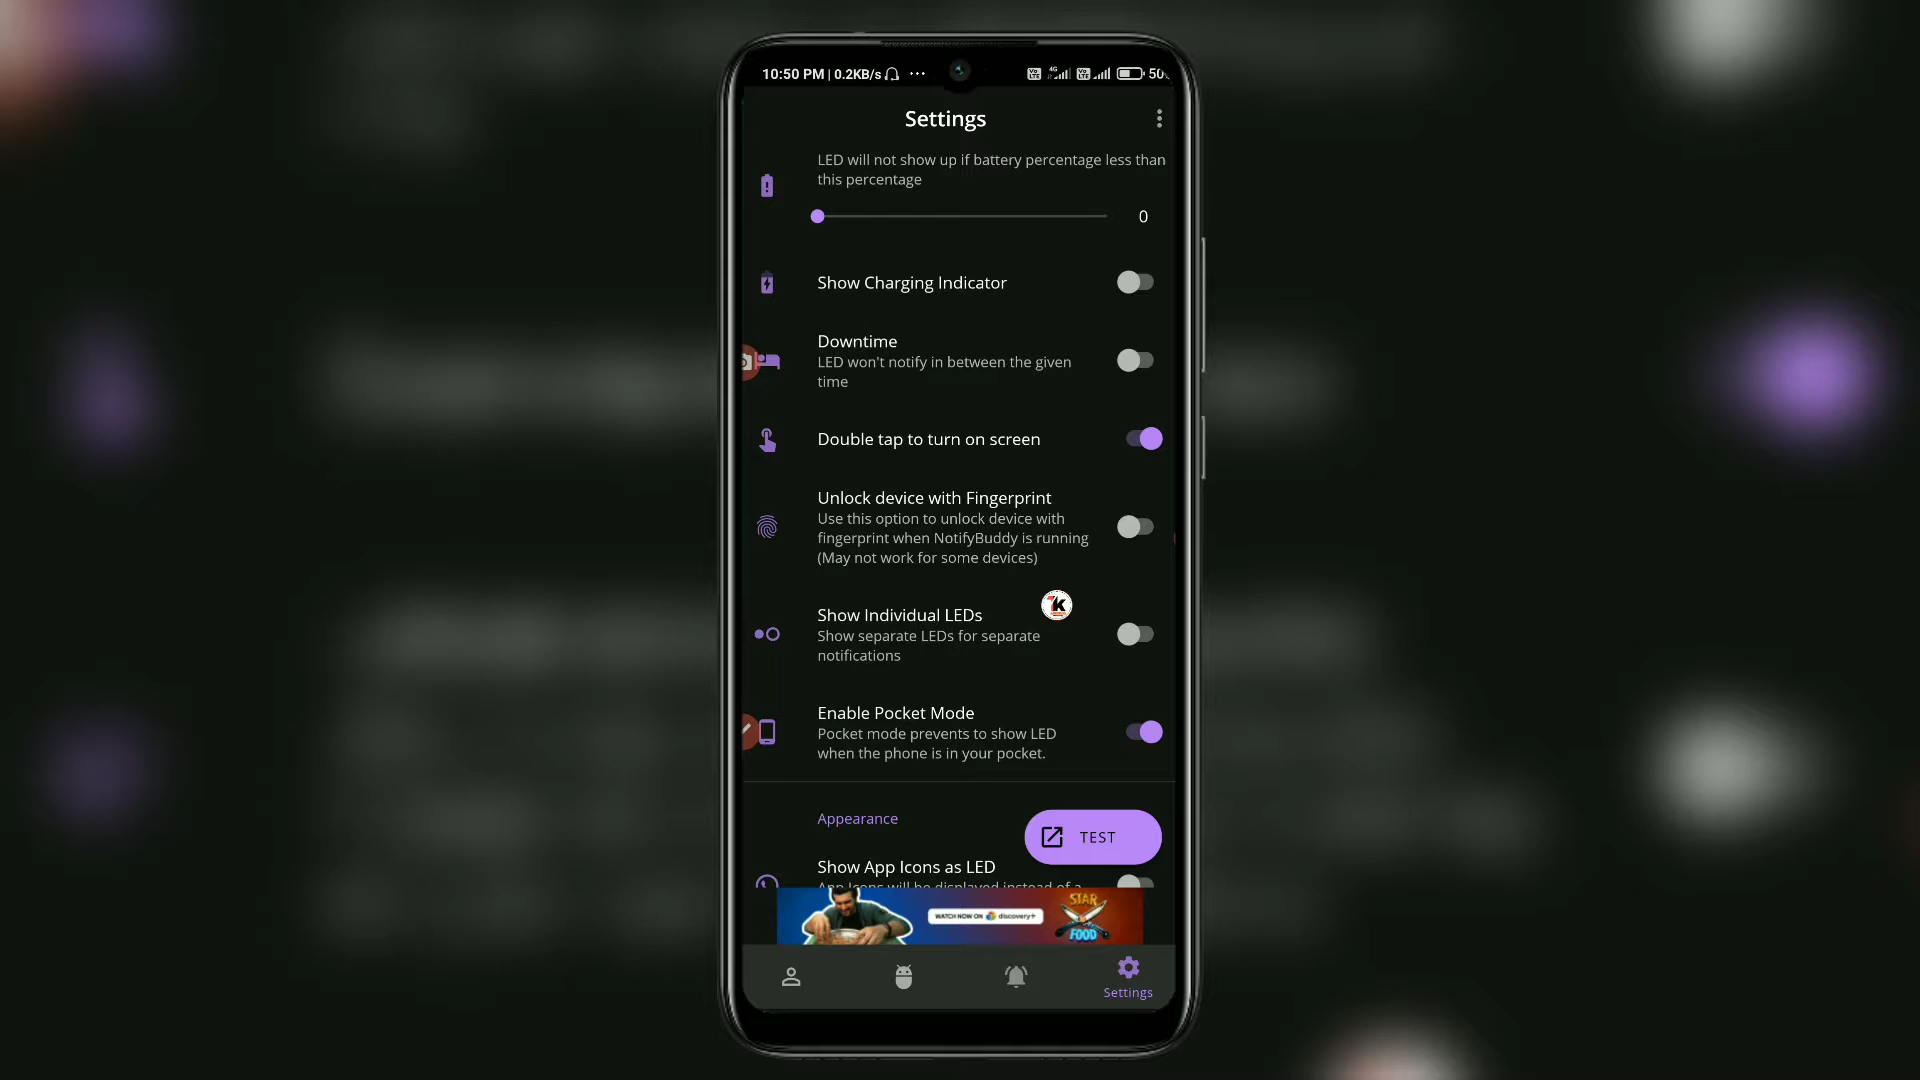 10:50 PM | 0.2KB/s ...
4G
Settings
LED will not show up if battery percentage less than
this percentage
0
Show Charging Indicator
Downtime
LED won't notify in between the given
time
Double tap to turn on screen
Unlock device with Fingerprint
Use this option to unlock device with
fingerprint when NotifyBuddy is running
(May not work for some devices)
Show Individual LEDs
Show separate LEDs for separate
notifications
Enable Pocket Mode
Pocket mode prevents to show LED
when the phone is in your pocket.
Appearance
TEST
Show App Icons as LED
App Icons will be displayed instead of a
WATCH NOW ON discovery+
STAR
FOOD
Settings